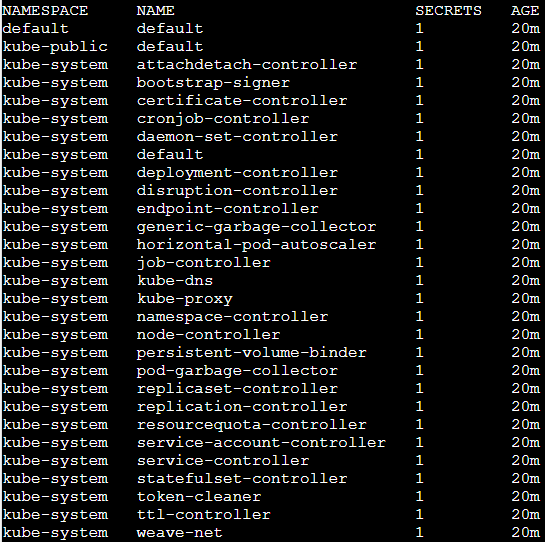 NAMESPACE NAME SECRETS AGE
default default 1 20m
kube-public default 1 20m
kube-system attachdetach-controller 1 20m
kube-system bootstrap-signer 1 20m
kube-system certificate-controller 1 20m
kube-system cronjob-controller 1 20m
kube-system daemon-set-controller 1 20m
kube-system default 1 20m
kube-system deployment-controller 1 20m
kube-system disruption-controller 1 20m
kube-system endpoint-controller 1 20m
kube-system generic-garbage-collector 1 20m
kube-system horizontal-pod-autoscaler 1 20m
kube-system job-controller 1 20m
kube-system kube-dns 1 20m
kube-system kube-proxy 1 20m
kube-system namespace-controller 1 20m
kube-system node-controller 1 20m
kube-system persistent-volume-binder 1 20m
kube-system pod-garbage-collector 1 20m
kube-system replicaset-controller 1 20m
kube-system replication-controller 1 20m
kube-system resourcequota-controller 1 20m
kube-system service-account-controller 1 20m
kube-system service-controller 1 20m
kube-system statefulset-controller 1 20m
kube-system token-cleaner 1 20m
kube-system ttl-controller 1 20m
kube-system weave-net 1 20m